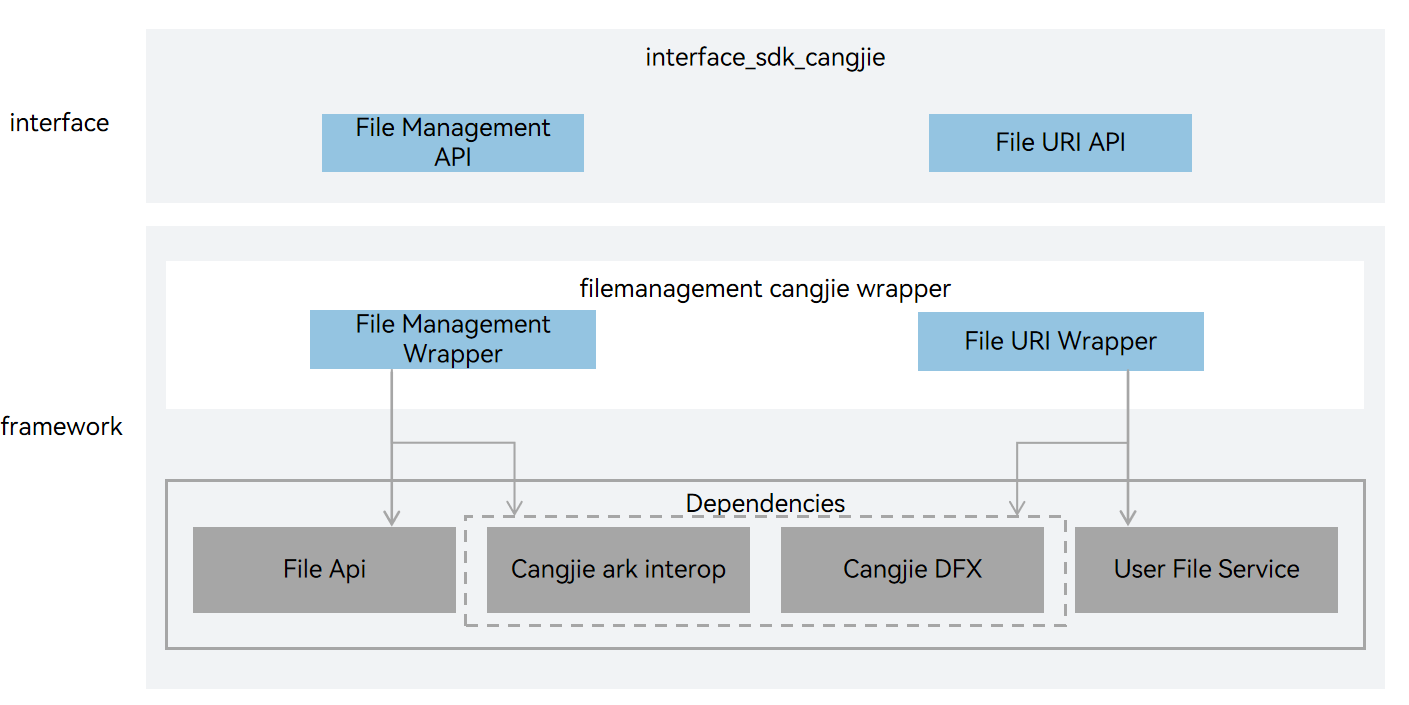 interface_sdk_cangjie
interface
File Management
API
File URI API
filemanagement cangjie wrapper
File Management
Wrapper
File URI Wrapper
framework
Dependencies
File Api
Cangjie ark interop
Cangjie DFX
User File Service